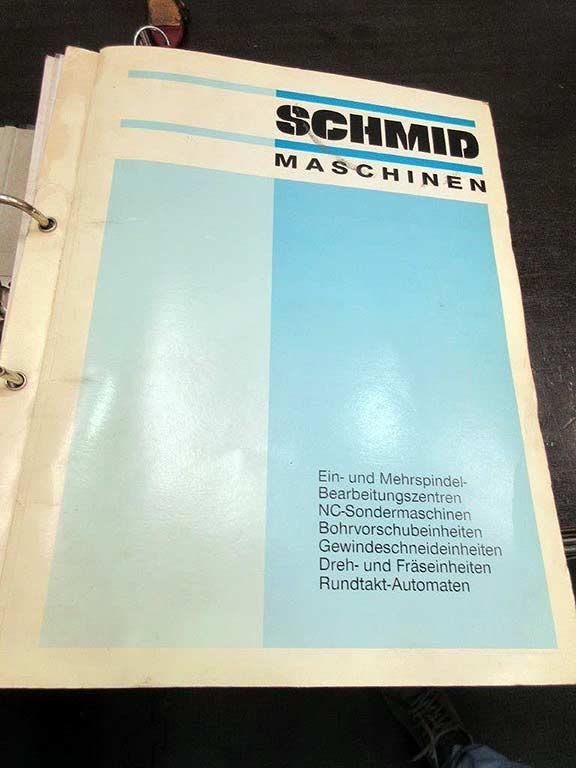 SCHMID
MASCHINEN
Ein- und Mehrspindel-
Bearbeitungszentren
NC-Sondermaschinen
Bohrvorschubeinheiten
Gewindeschneideinheiten
Dreh- und Fräseinheiten
Rundtakt-Automaten